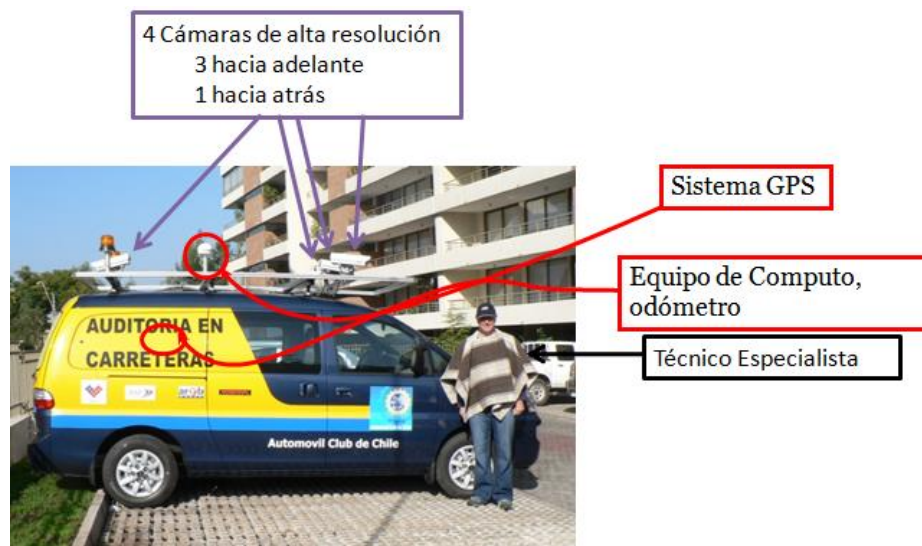 4 Cámaras de alta resolución
3 hacia adelante
1 hacia atrás
Sistema GPS
Equipo de Computo,
odómetro
Técnico Especialista
AUDITORIA EN
CARRETERAS
Automovil Club de Chile